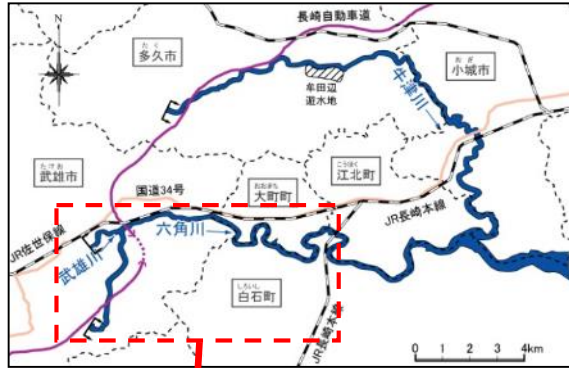 長崎自動車道
たく
多久市
おぎ
小城市
牟田辺
遊水地
牛津川
たけお
武雄市
こうほく
江北町
おおまち
大町町
国道34号
JR長崎本線
六角川
JR佐世保線
武雄川
しろいし
白石町
JR長崎本線
0 1 2 4km